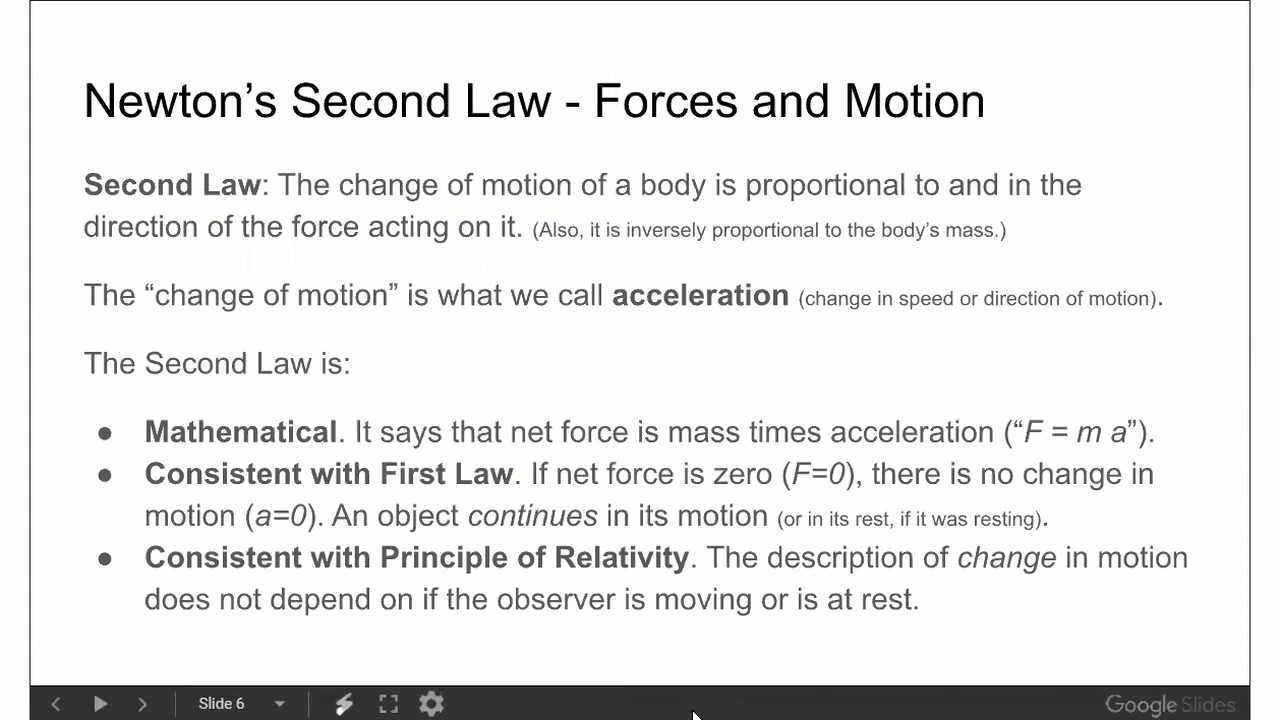 Newton’s Second Law - Forces and Motion
Second Law: The change of motion of a body is proportional to and in the
direction of the force acting on it. (Also, it is inversely proportional to the body’s mass.)
The “change of motion” is what we call acceleration (change in speed or direction of motion).
The Second Law is:
● Mathematical. It says that net force is mass times acceleration (“F = m a”).
● Consistent with First Law. If net force is zero (F=0), there is no change in
motion (a=0). An object continues in its motion (or in its rest, if it was resting).
● Consistent with Principle of Relativity. The description of change in motion
does not depend on if the observer is moving or is at rest.
Slide 6
Google Slides